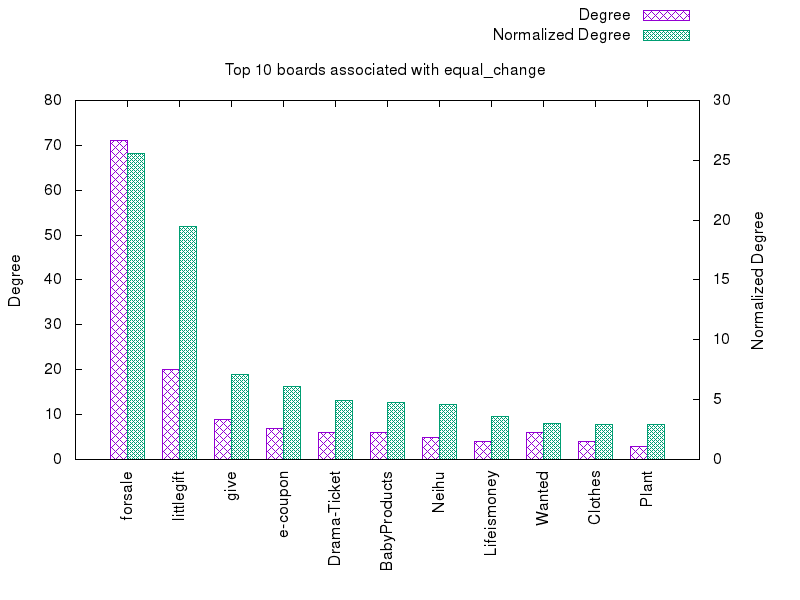 Degree
Normalized Degree
Top 10 boards associated with equal_change
80
70
60
50
40
30
20
10
0
30
25
20
15
10
5
0
Degree
Normalized Degree
forsale
littlegift
give
e-coupon
Drama-Ticket
BabyProducts
Neihu
Lifeismoney
Wanted
Clothes
Plant